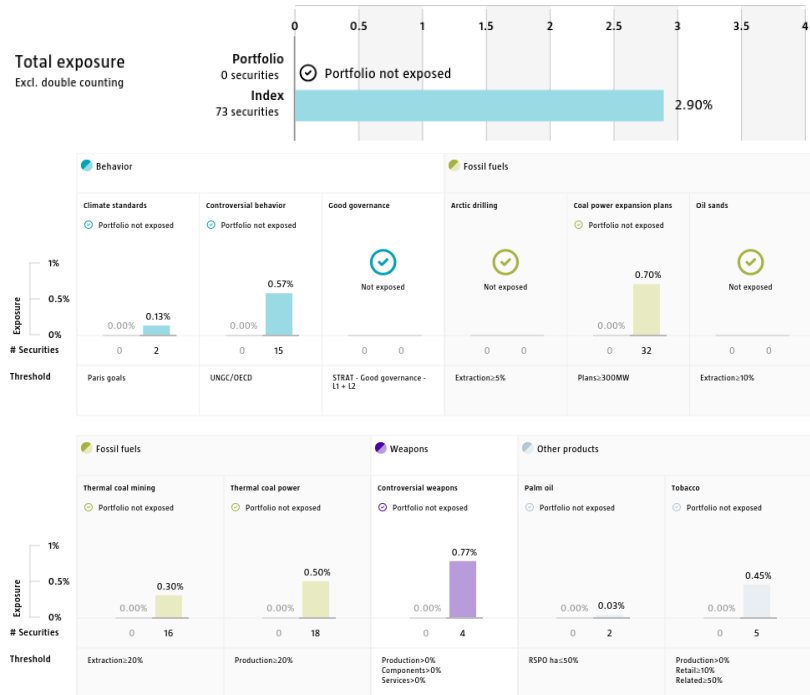 0 0.5 1 1.5 2 2.5 3 3.5 4
Total exposure
Excl. double counting
Portfolio
0 securities
Portfolio not exposed
Index
73 securities
2.90%
Behavior
Fossil fuels
Climate standards
Controversial behavior
Good governance
Arctic drilling
Coal power expansion plans
Oil sands
Portfolio not exposed
Portfolio not exposed
Portfolio not exposed
Not exposed
Not exposed
Not exposed
Exposure
1%
0.5%
0%
0.00% 0.13%
0.00% 0.57%
0.00% 0.70%
# Securities
0 2
0 15
0 0
0 0
0 32
0 0
Threshold
Paris goals
UNGC/OECD
STRAT - Good governance -
L1 + L2
Extraction≥5%
Plans≥300MW
Extraction≥10%
Fossil fuels
Weapons
Other products
Thermal coal mining
Thermal coal power
Controversial weapons
Palm oil
Tobacco
Portfolio not exposed
Portfolio not exposed
Portfolio not exposed
Portfolio not exposed
Portfolio not exposed
Exposure
1%
0.5%
0%
0.00% 0.30%
0.00% 0.50%
0.00% 0.77%
0.00% 0.03%
0.00% 0.45%
# Securities
0 16
0 18
0 4
0 2
0 5
Threshold
Extraction≥20%
Production≥20%
Production>0%
Components>0%
Services>0%
RSPO ha≤50%
Production>0%
Retail≥10%
Related≥50%